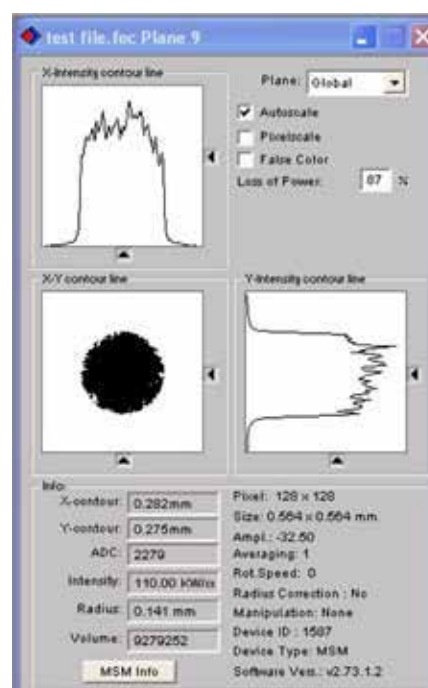 test file.foc Plane 9
X-Intensity contour line
Plane: Global
Autoscale
Pixelscale
False Color
Loss of Power: 87 %
X-Y contour line
Y-Intensity contour line
Info:
X-contour: 0.282mm
Y-contour: 0.275mm
ADC: 2279
Intensity: 110.00
Radius: 0.141 mm
Volume: 9279252
MSM Info
Pixel: 128 x 128
Size: 0.564 x 0.564 mm
Ampl.: -32.50
Averaging: 1
Rot.Speed: 0
Radius Correction : No
Manipulation: None
Device ID : 1587
Device Type: MSM
Software Vers.: v2.73.1.2